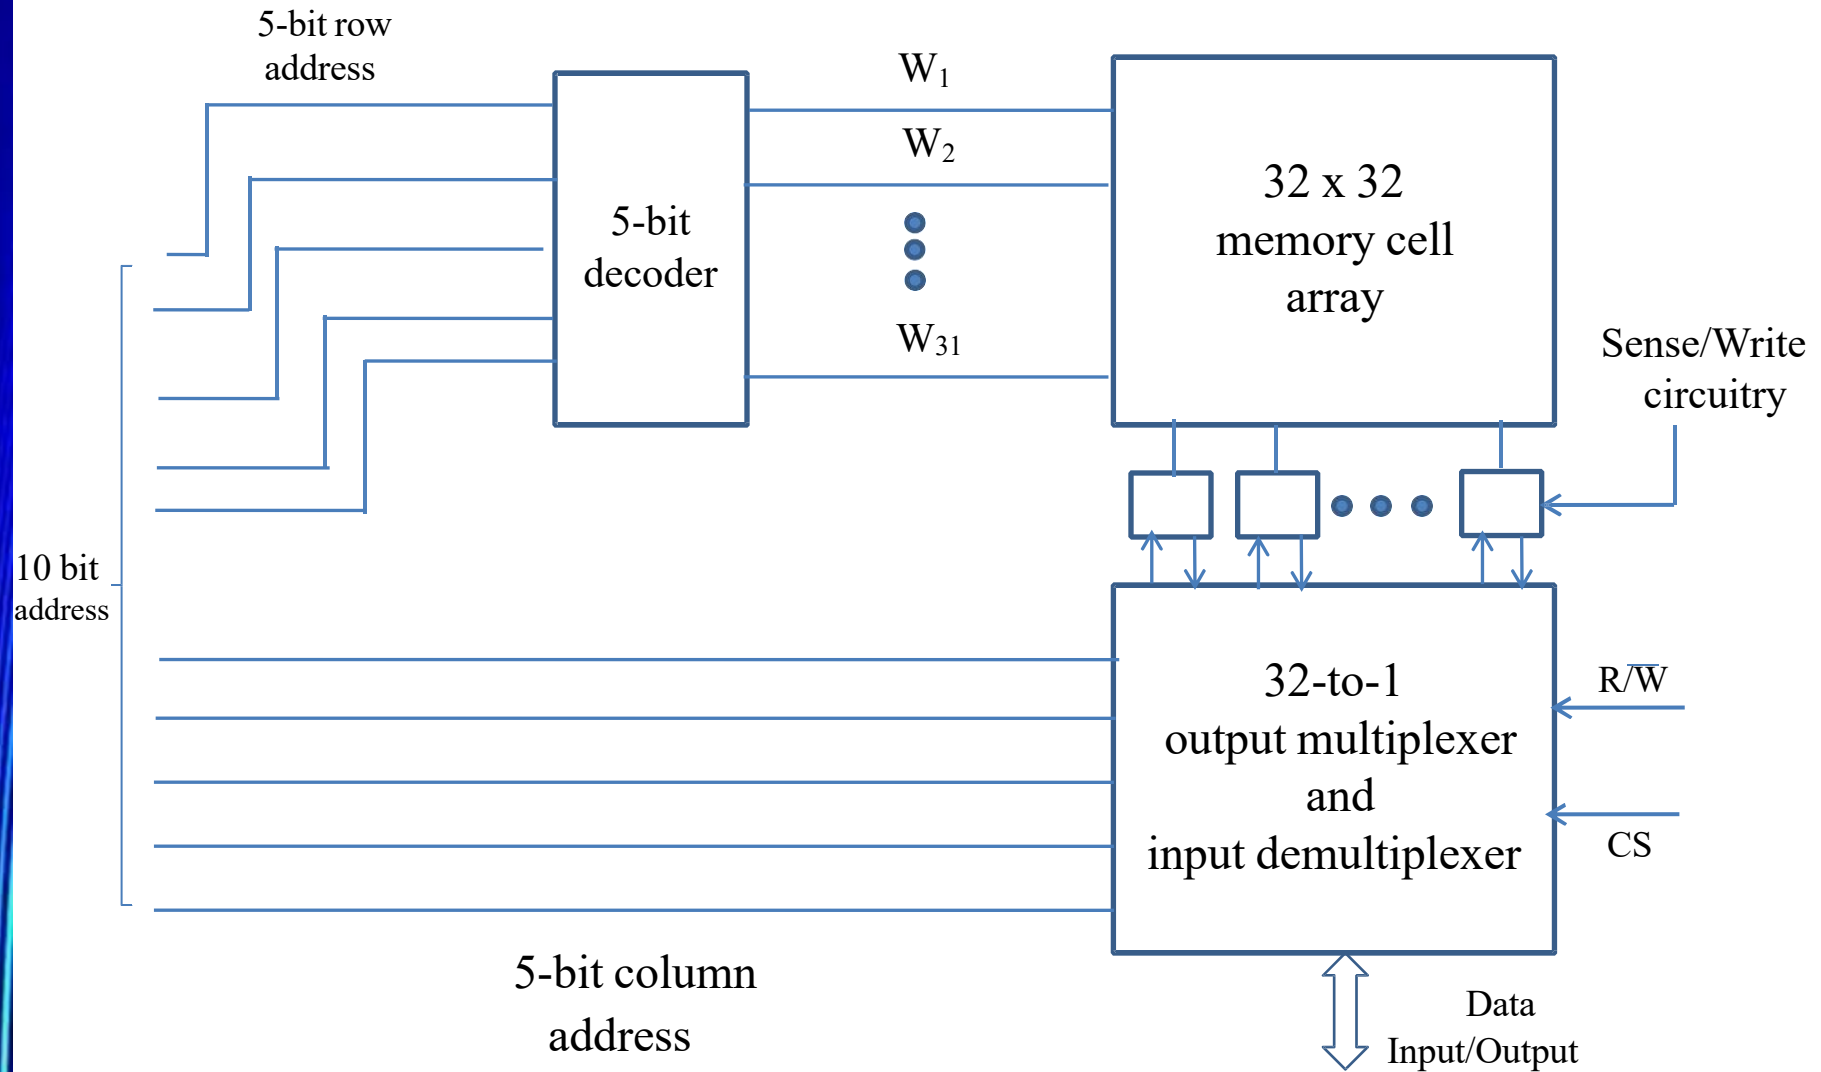 5-bit row
address
W1
W2
W31
5-bit
decoder
32 x 32
memory cell
array
Sense/Write
circuitry
10 bit
address
32-to-1
output multiplexer
and
input demultiplexer
R/W̅
CS
5-bit column
address
Data
Input/Output